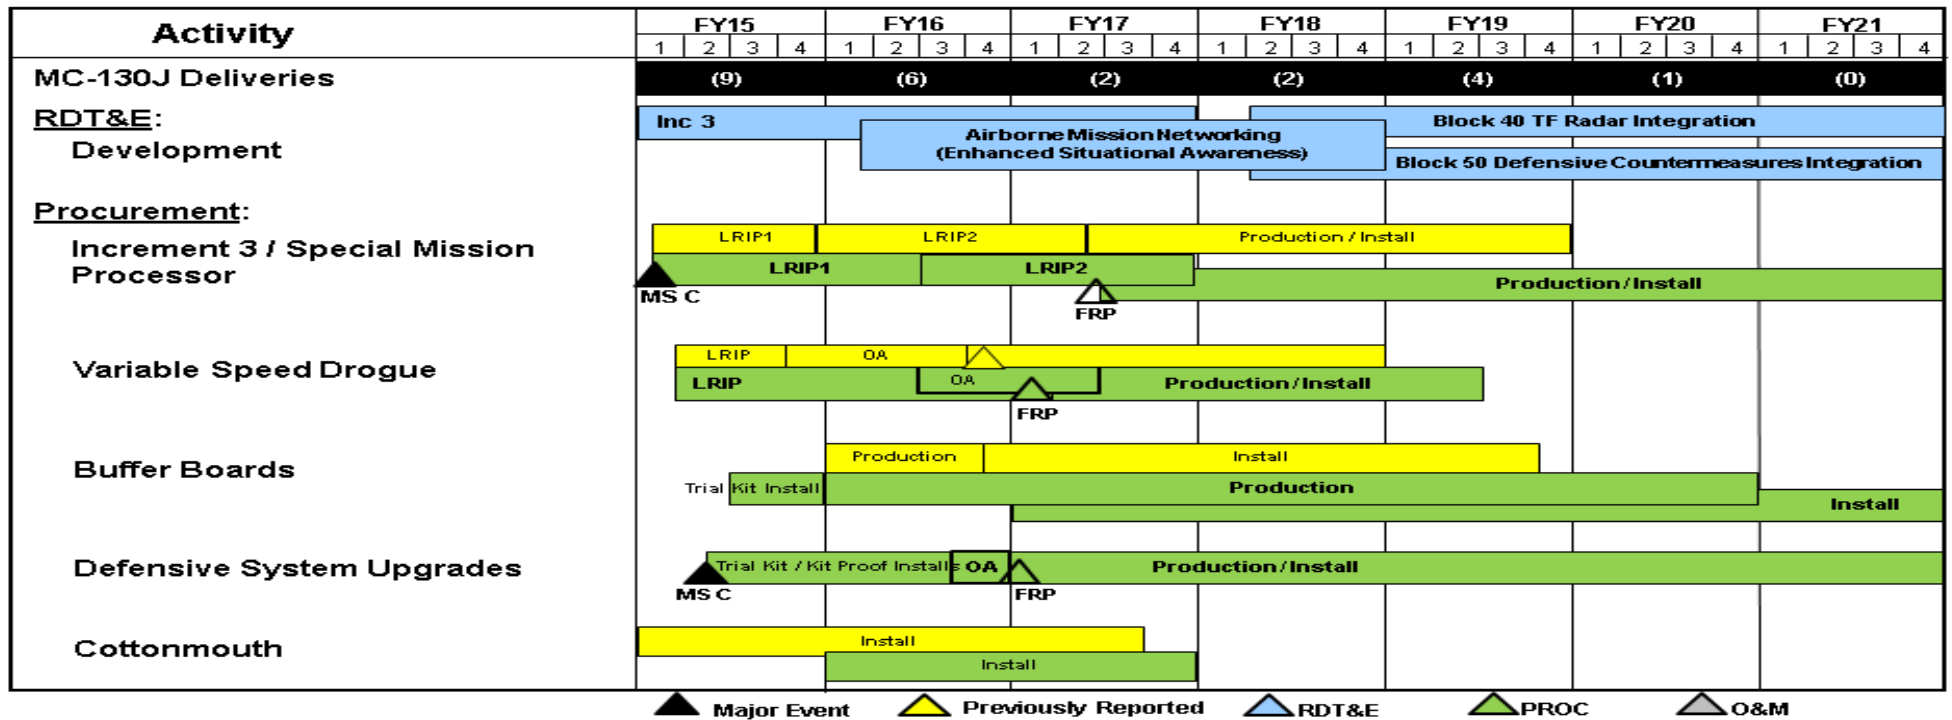 Activity
FY15 FY16 FY17 FY18 FY19 FY20 FY21
1 2 3 4 1 2 3 4 1 2 3 4 1 2 3 4 1 2 3 4 1 2 3 4 1 2 3 4
MC-130J Deliveries (9) (6) (2) (2) (4) (1) (0)
RDT&E:
Development
Inc 3
Airborne Mission Networking
(Enhanced Situational Awareness)
Block 40 TF Radar Integration
Block 50 Defensive Countermeasures Integration
Procurement:
Increment 3 / Special Mission
Processor
LRIP1 LRIP2 Production / Install
LRIP1 LRIP2 Production / Install
MS C
FRP
Variable Speed Drogue
LRIP OA
LRIP OA Production / Install
FRP
Buffer Boards
Production Install
Trial Kit Install Production
Install
Defensive System Upgrades
Trial Kit / Kit Proof Installs OA Production / Install
MS C FRP
Cottonmouth
Install
Install
Major Event Previously Reported RDT&E PROC O&M